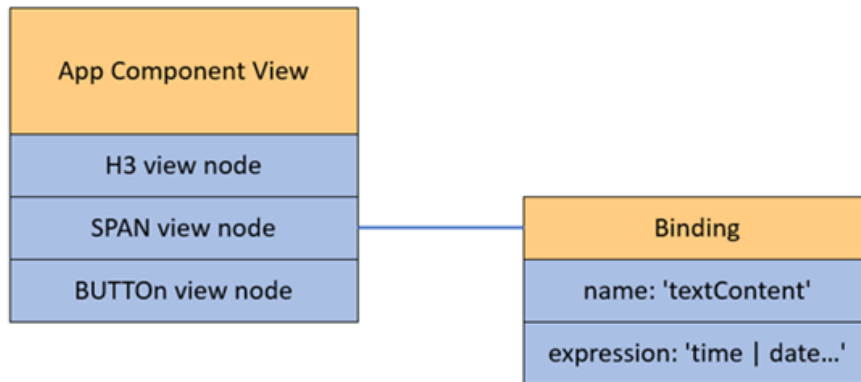 App Component View
H3 view node
SPAN view node
BUTTOn view node
Binding
name: 'textContent'
expression: 'time | date...'